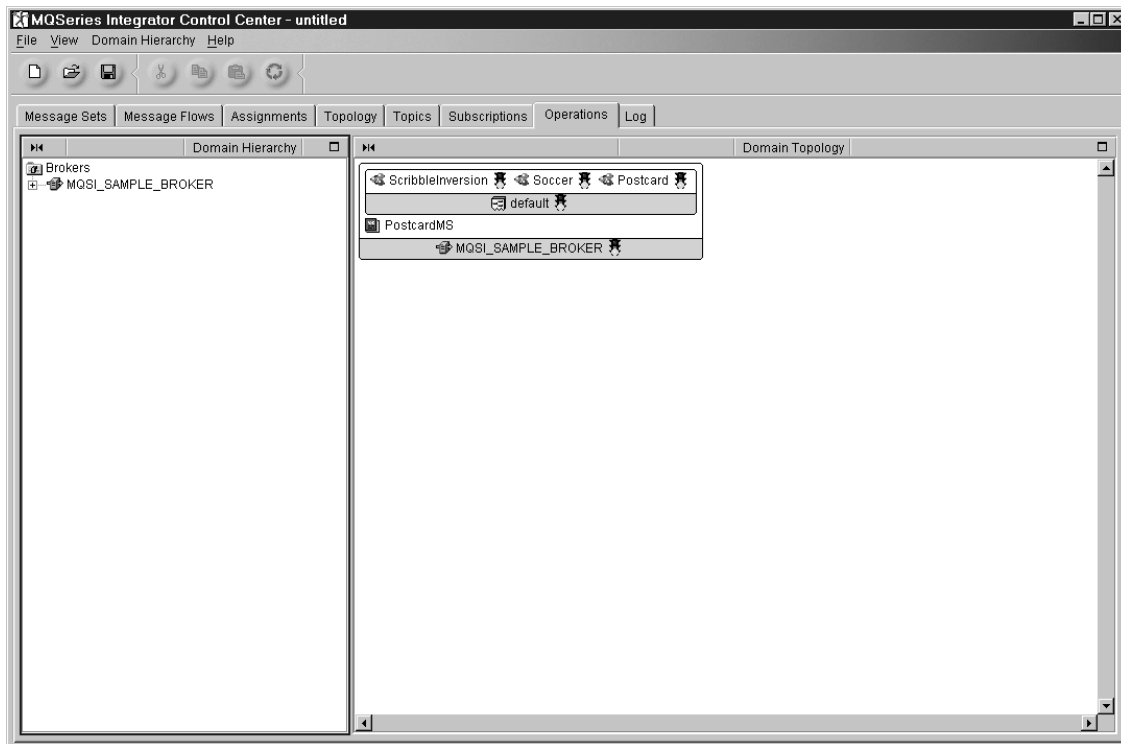 MQSeries Integrator Control Center - untitled
File View Domain Hierarchy Help
Message Sets Message Flows Assignments Topology Topics Subscriptions Operations Log
Domain Hierarchy
Brokers
MQSI_SAMPLE_BROKER
Domain Topology
ScribbleInversion Soccer Postcard
default
PostcardMS
MQSI_SAMPLE_BROKER